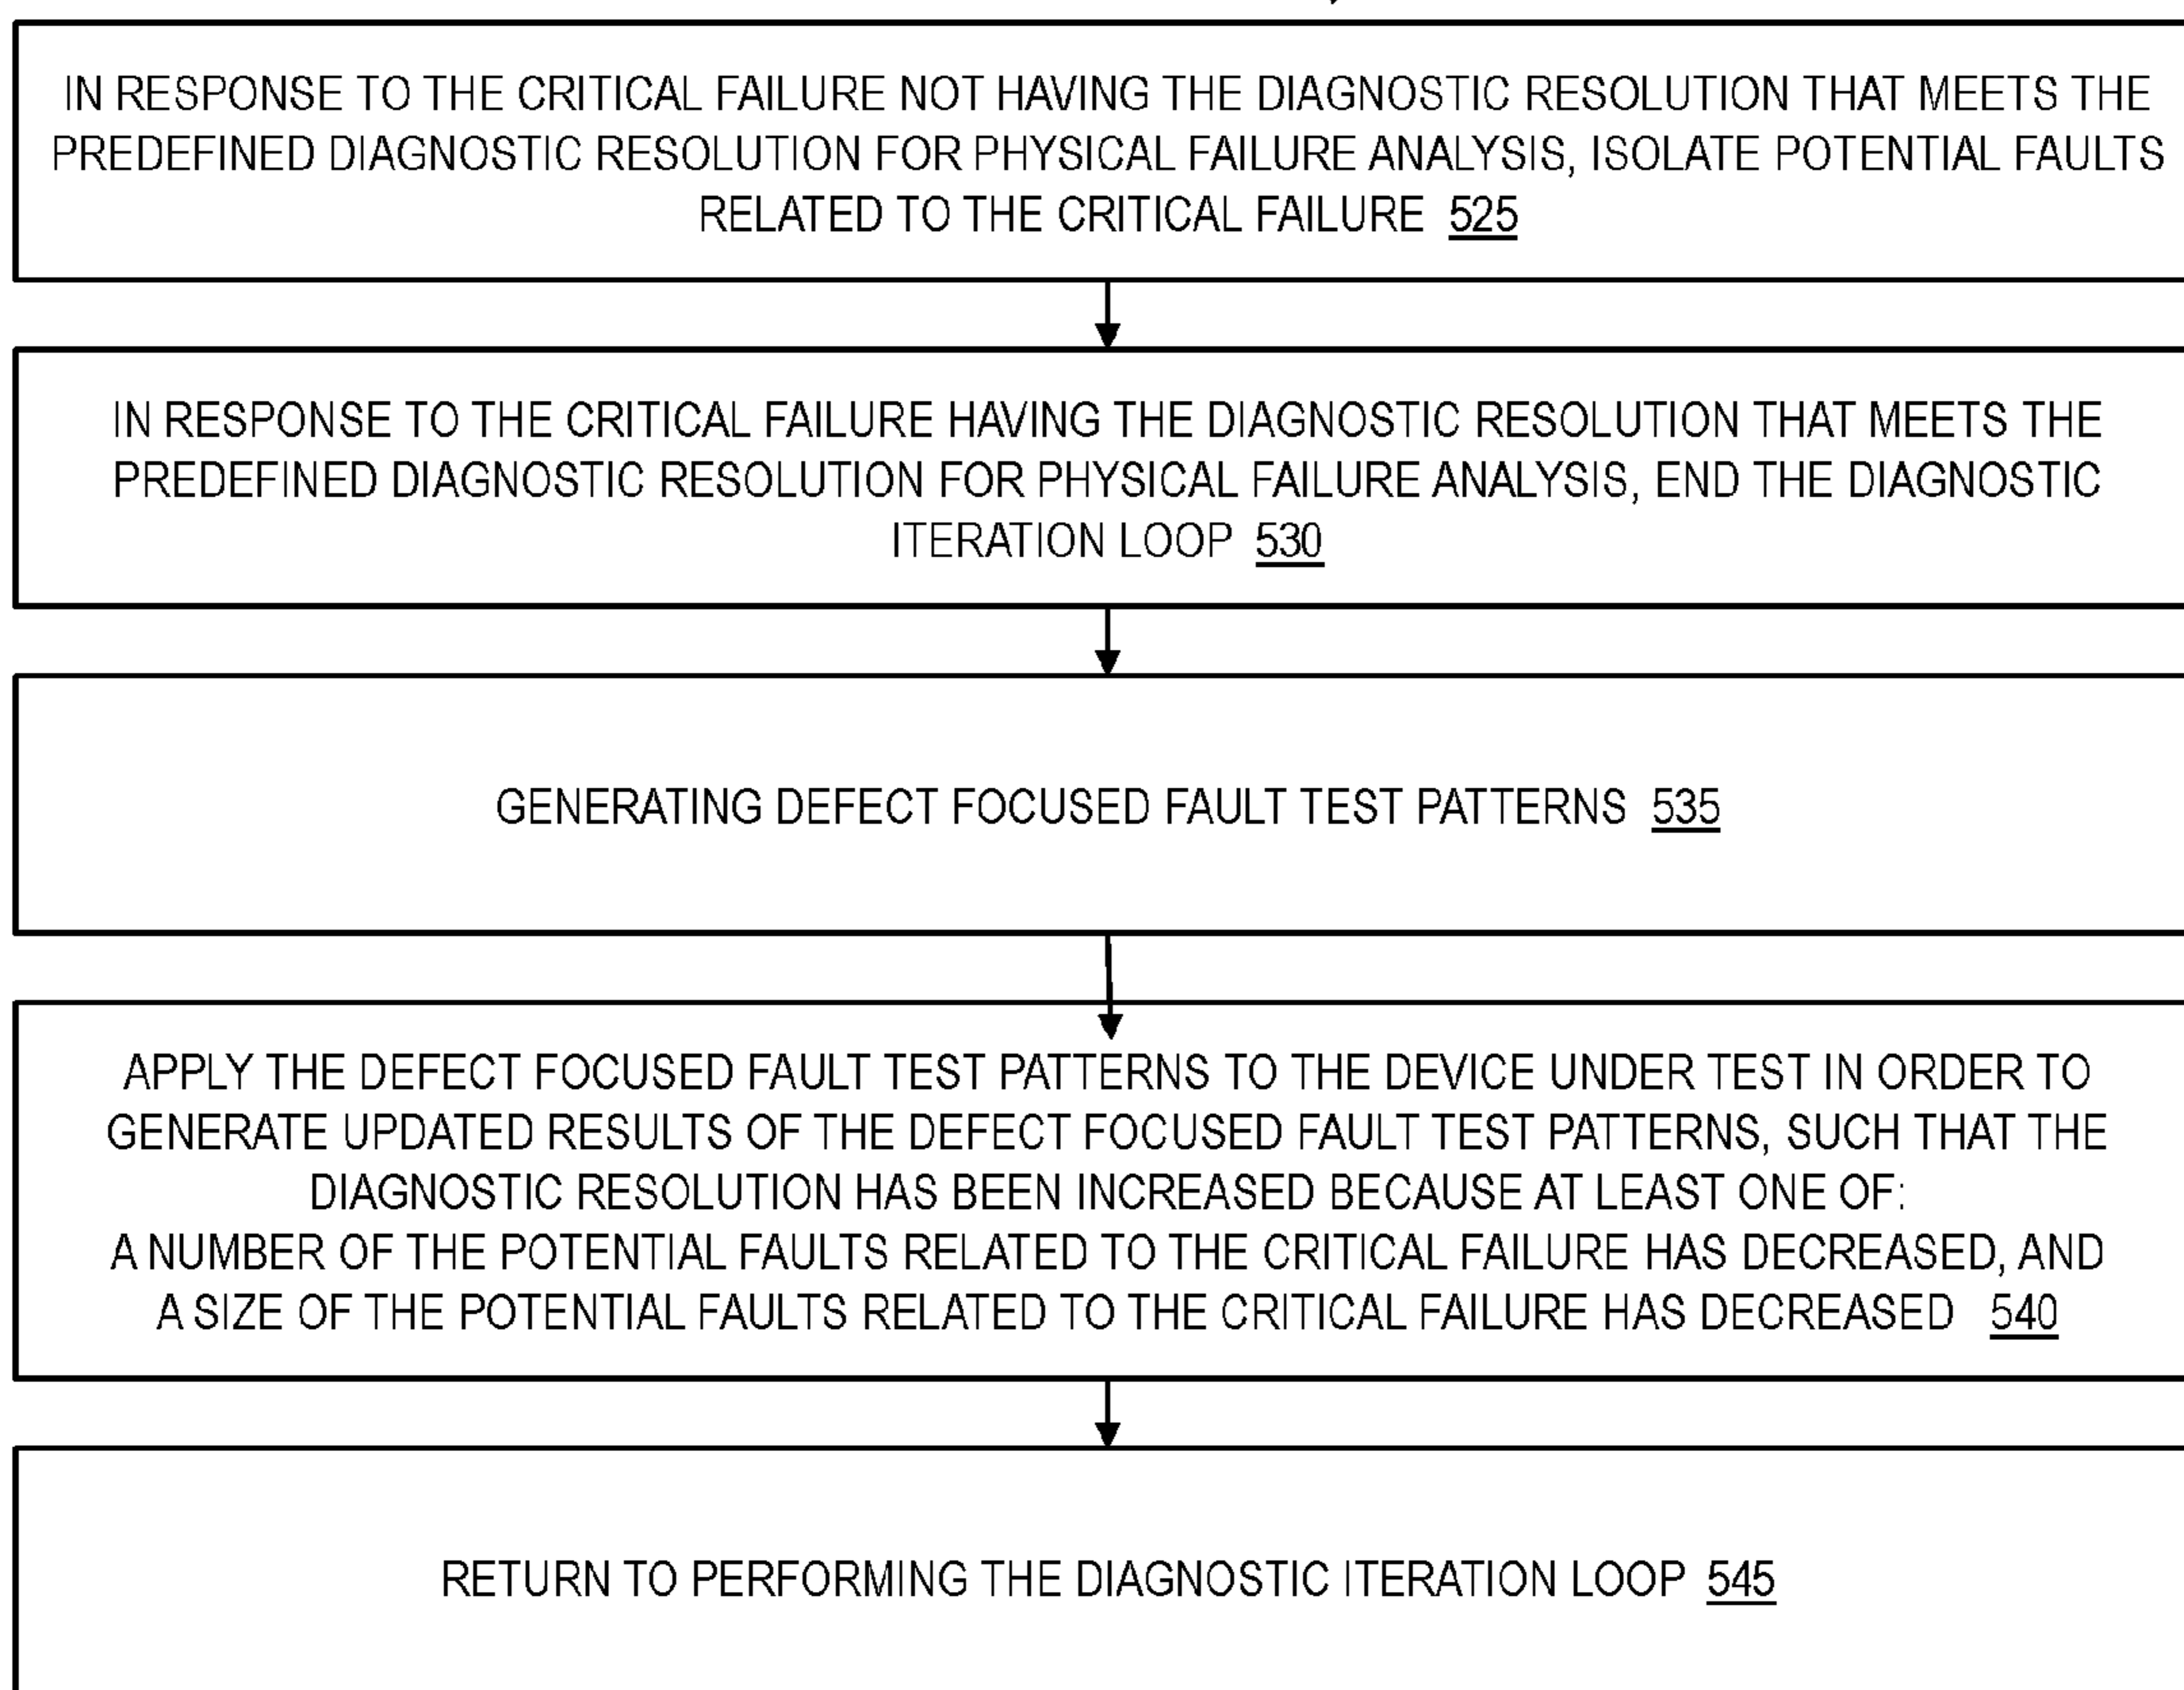 IN RESPONSE TO THE CRITICAL FAILURE NOT HAVING THE DIAGNOSTIC RESOLUTION THAT MEETS THE
PREDEFINED DIAGNOSTIC RESOLUTION FOR PHYSICAL FAILURE ANALYSIS, ISOLATE POTENTIAL FAULTS
RELATED TO THE CRITICAL FAILURE 525
IN RESPONSE TO THE CRITICAL FAILURE HAVING THE DIAGNOSTIC RESOLUTION THAT MEETS THE
PREDEFINED DIAGNOSTIC RESOLUTION FOR PHYSICAL FAILURE ANALYSIS, END THE DIAGNOSTIC
ITERATION LOOP 530
GENERATING DEFECT FOCUSED FAULT TEST PATTERNS 535
APPLY THE DEFECT FOCUSED FAULT TEST PATTERNS TO THE DEVICE UNDER TEST IN ORDER TO
GENERATE UPDATED RESULTS OF THE DEFECT FOCUSED FAULT TEST PATTERNS, SUCH THAT THE
DIAGNOSTIC RESOLUTION HAS BEEN INCREASED BECAUSE AT LEAST ONE OF:
A NUMBER OF THE POTENTIAL FAULTS RELATED TO THE CRITICAL FAILURE HAS DECREASED, AND
A SIZE OF THE POTENTIAL FAULTS RELATED TO THE CRITICAL FAILURE HAS DECREASED 540
RETURN TO PERFORMING THE DIAGNOSTIC ITERATION LOOP 545